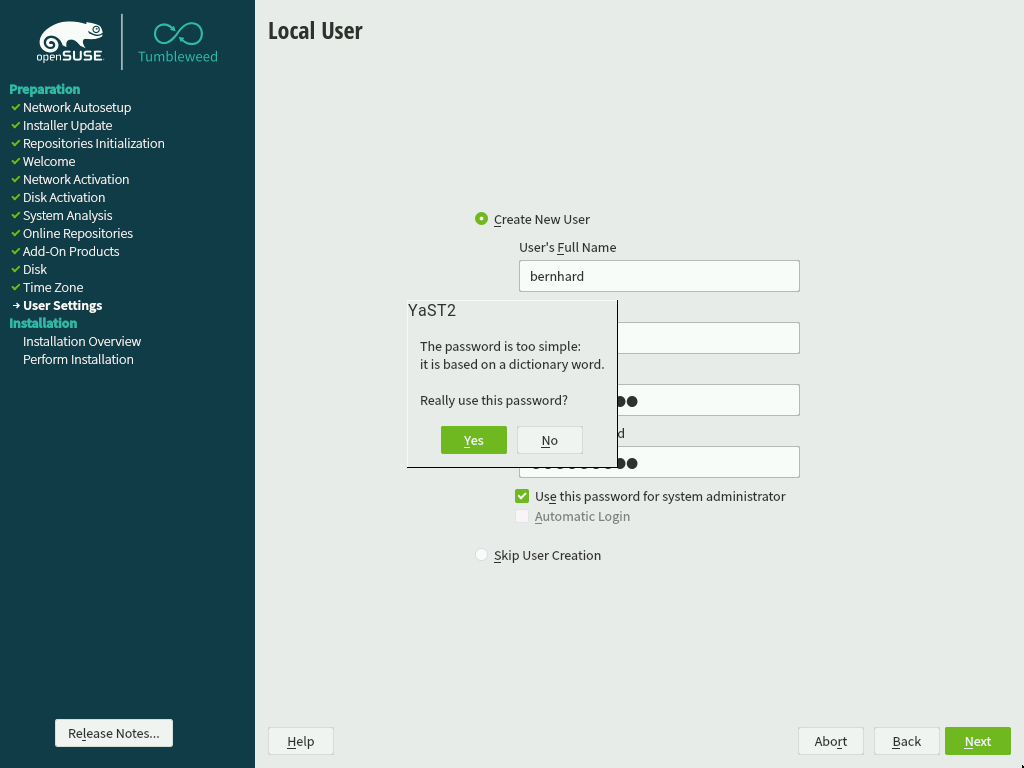 openSUSE
Tumbleweed
Preparation
Network Autosetup
Installer Update
Repositories Initialization
Welcome
Network Activation
Disk Activation
System Analysis
Online Repositories
Add-On Products
Disk
Time Zone
User Settings
Installation
Installation Overview
Perform Installation
Release Notes...
Local User
Create New User
User's Full Name
bernhard
YaST2
The password is too simple:
it is based on a dictionary word.
Really use this password?
Yes No
d
Use this password for system administrator
Automatic Login
Skip User Creation
Help Abort Back Next